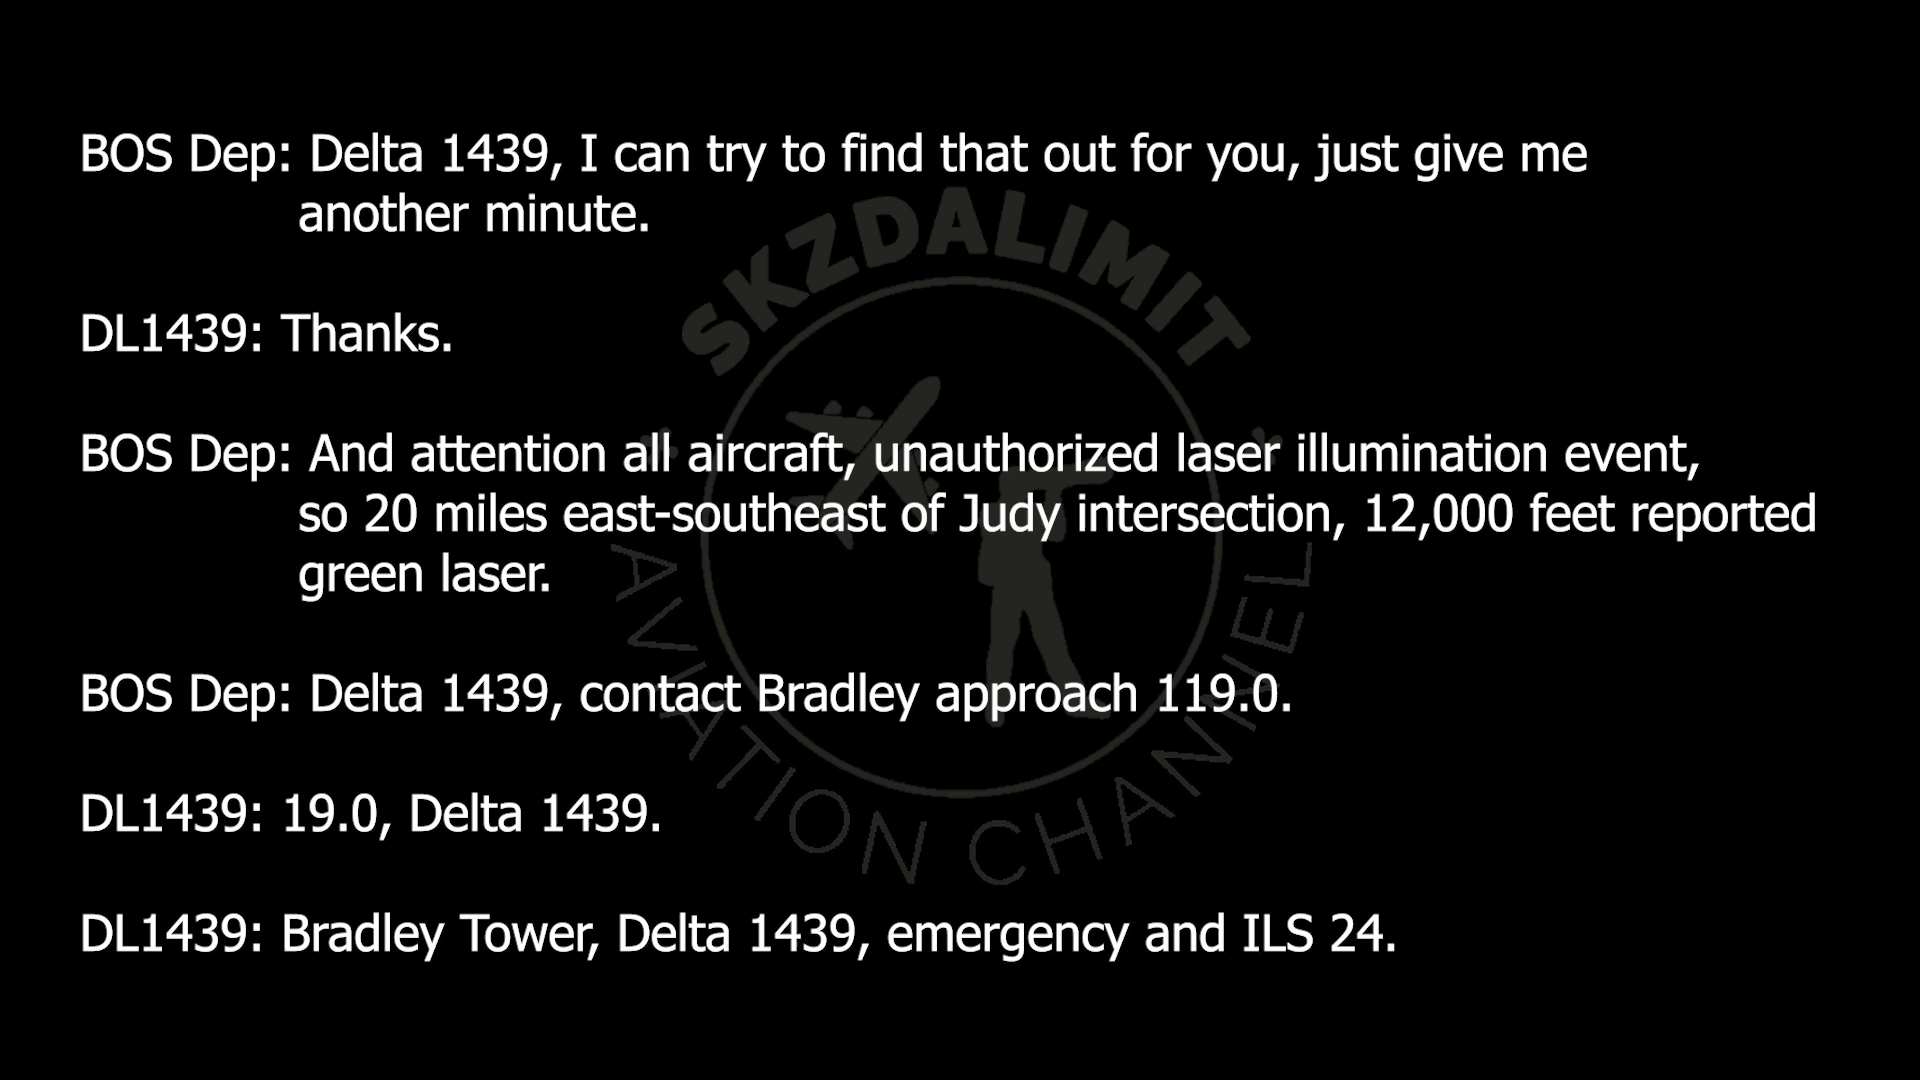 BOS Dep: Delta 1439, I can try to find that out for you, just give me
another minute.
DL1439: Thanks.
BOS Dep: And attention all aircraft, unauthorized laser illumination event,
so 20 miles east-southeast of Judy intersection, 12,000 feet reported
green laser.
BOS Dep: Delta 1439, contact Bradley approach 119.0.
DL1439: 19.0, Delta 1439.
DL1439: Bradley Tower, Delta 1439, emergency and ILS 24.
SKZDALIMIT
AVIATION CHANNEL